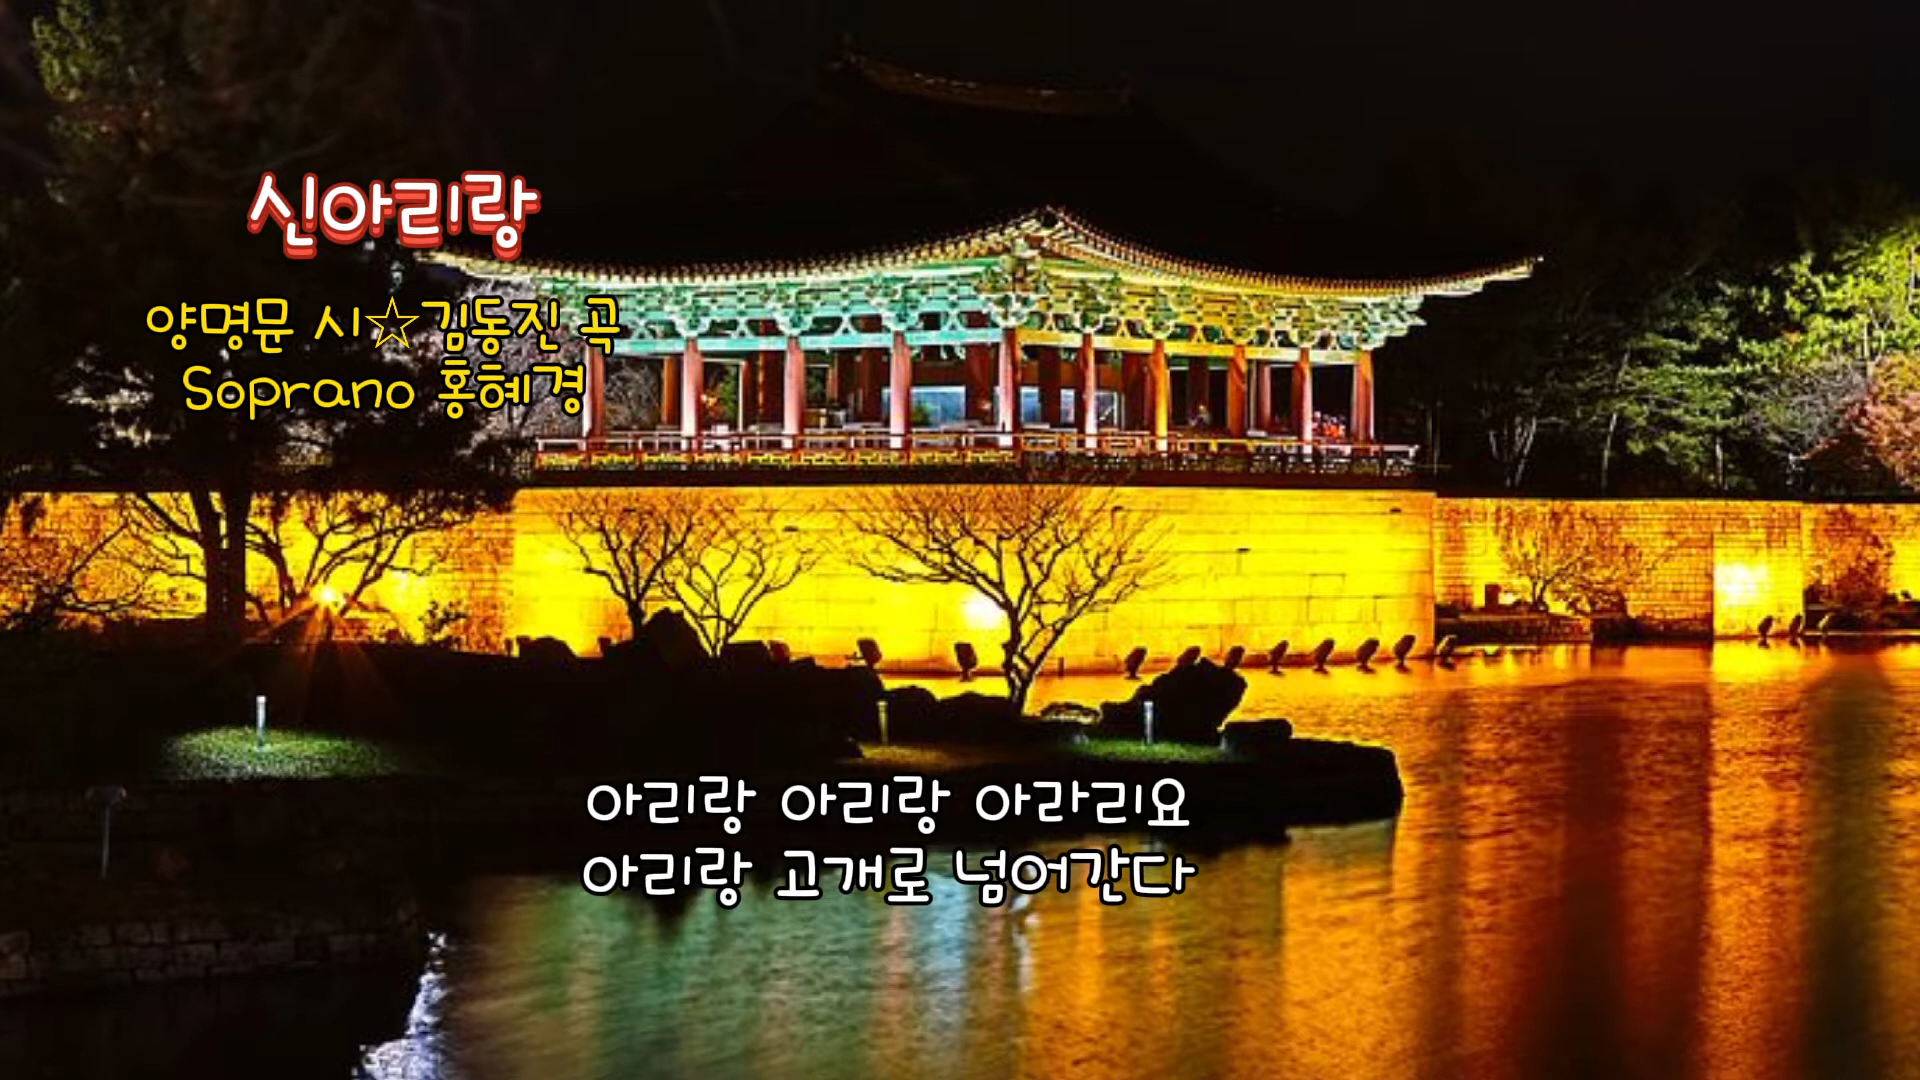 신아리랑
양명문 시☆김동진 곡
Soprano 홍혜경
아리랑 아리랑 아라리요
아리랑 고개로 넘어간다